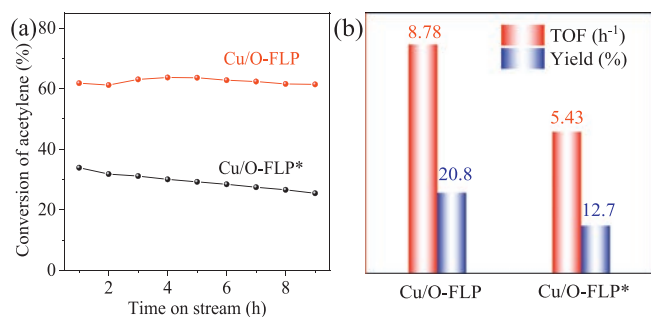 (a)
Conversion of acetylene (%)
80
60
40
20
0
Cu/O-FLP
Cu/O-FLP*
2
4
6
8
Time on stream (h)
(b)
TOF (h⁻¹)
Yield (%)
8.78
20.8
5.43
12.7
Cu/O-FLP
Cu/O-FLP*